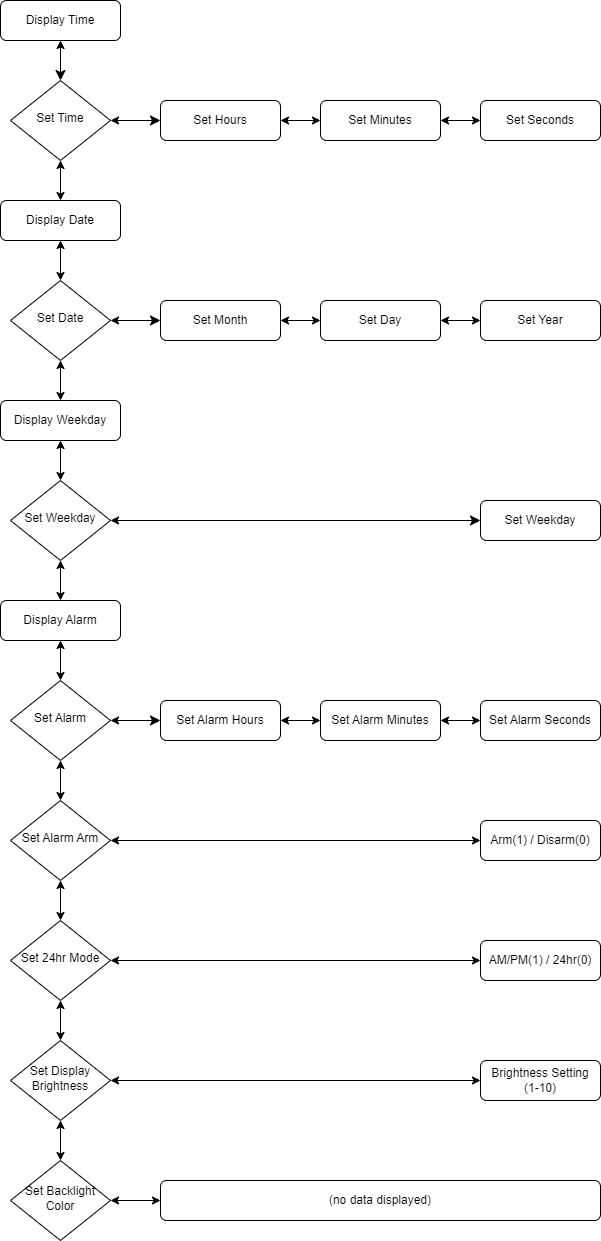 Display Time
Set Time
Set Hours
Set Minutes
Set Seconds
Display Date
Set Date
Set Month
Set Day
Set Year
Display Weekday
Set Weekday
Set Weekday
Display Alarm
Set Alarm
Set Alarm Hours
Set Alarm Minutes
Set Alarm Seconds
Set Alarm Arm
Arm(1) / Disarm(0)
Set 24hr Mode
AM/PM(1) / 24hr(0)
Set Display
Brightness
Brightness Setting
(1-10)
Set Backlight
Color
(no data displayed)